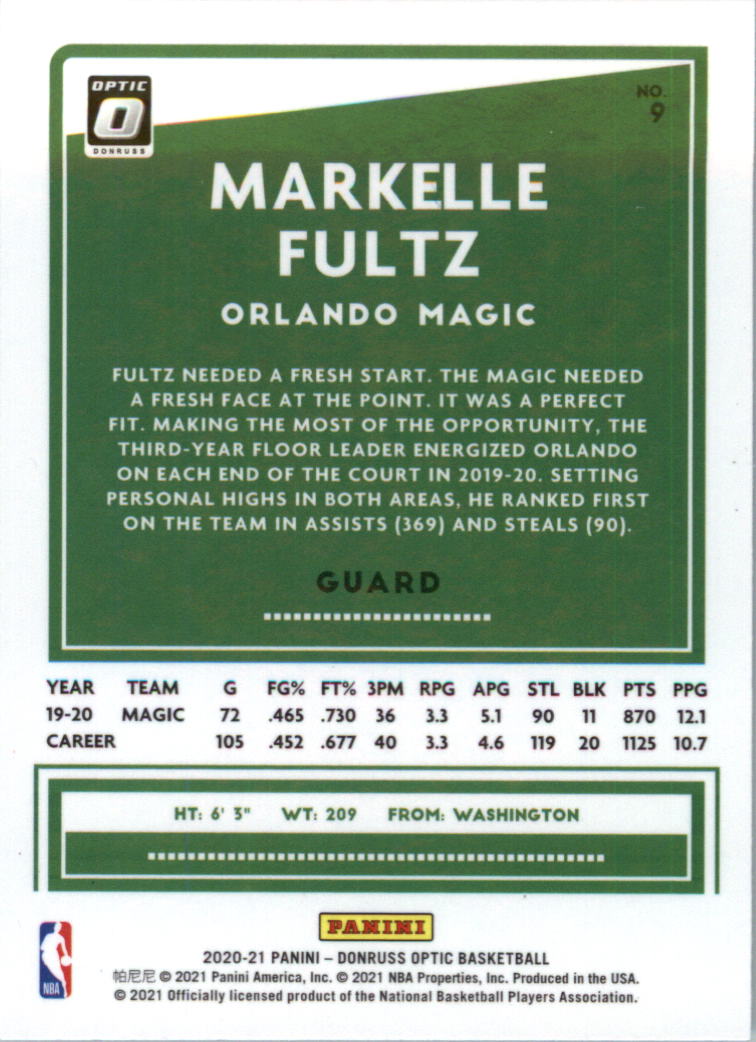 OPTIC
DONRUSS
NO.
9
MARKELLE
FULTZ
ORLANDO MAGIC
FULTZ NEEDED A FRESH START. THE MAGIC NEEDED
A FRESH FACE AT THE POINT. IT WAS A PERFECT
FIT. MAKING THE MOST OF THE OPPORTUNITY, THE
THIRD-YEAR FLOOR LEADER ENERGIZED ORLANDO
ON EACH END OF THE COURT IN 2019-20. SETTING
PERSONAL HIGHS IN BOTH AREAS, HE RANKED FIRST
ON THE TEAM IN ASSISTS (369) AND STEALS (90).
GUARD
YEAR TEAM G FG% FT% 3PM RPG APG STL BLK PTS PPG
19-20 MAGIC 72 .465 .730 36 3.3 5.1 90 11 870 12.1
CAREER 105 .452 .677 40 3.3 4.6 119 20 1125 10.7
HT: 6' 3" WT: 209 FROM: WASHINGTON
PANINI
NBA
2020-21 PANINI – DONRUSS OPTIC BASKETBALL
帕尼尼 © 2021 Panini America, Inc. © 2021 NBA Properties, Inc. Produced in the USA.
© 2021 Officially licensed product of the National Basketball Players Association.